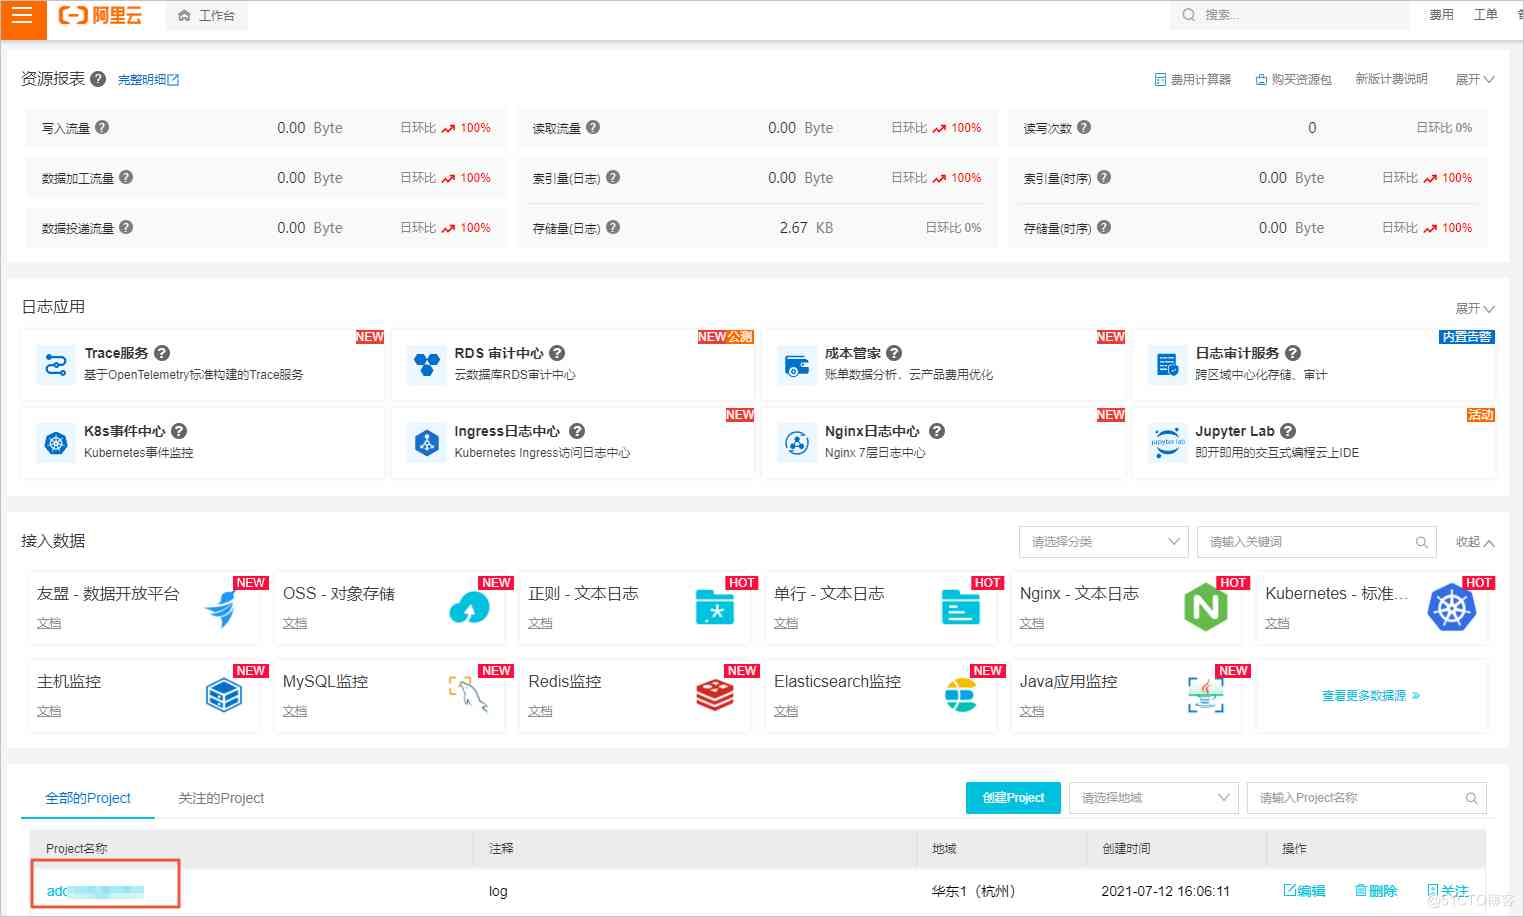 阿里云 工作台 搜索... 费用 工单
资源报表 完整明细 费用计算器 购买资源包 新版计费说明 展开
写入流量 0.00 Byte 日环比 100% 读取流量 0.00 Byte 日环比 100% 读写次数 0 日环比 0%
数据加工流量 0.00 Byte 日环比 100% 索引量(日志) 0.00 Byte 日环比 100% 索引量(时序) 0.00 Byte 日环比 100%
数据投递流量 0.00 Byte 日环比 100% 存储量(日志) 2.67 KB 日环比 0% 存储量(时序) 0.00 Byte 日环比 100%
日志应用 展开
NEW NEW 公测 NEW 内置告警
Trace服务 RDS 审计中心 成本管家 日志审计服务
基于OpenTelemetry标准构建的Trace服务 云数据库RDS审计中心 账单数据分析、云产品费用优化 跨区域中心化存储、审计
NEW NEW 活动
K8s事件中心 Ingress日志中心 Nginx日志中心 Jupyter Lab
Kubernetes事件监控 Kubernetes Ingress访问日志中心 Nginx 7层日志中心 jupyter lab 即开即用的交互式编程云上IDE
接入数据 请选择分类 请输入关键词 收起
NEW NEW HOT HOT HOT HOT
友盟 - 数据开放平台 OSS - 对象存储 正则 - 文本日志 单行 - 文本日志 Nginx - 文本日志 Kubernetes - 标准...
文档 文档 文档 文档 文档 文档
NEW NEW NEW NEW NEW
主机监控 MySQL监控 Redis监控 Elasticsearch监控 Java应用监控 查看更多数据源 »
文档 文档 文档 文档 文档
全部的Project 关注的Project 创建Project 请选择地域 请输入Project名称
Project名称 注释 地域 创建时间 操作
log 华东1（杭州） 2021-07-12 16:06:11 编辑 删除 关注
@51CTO博客